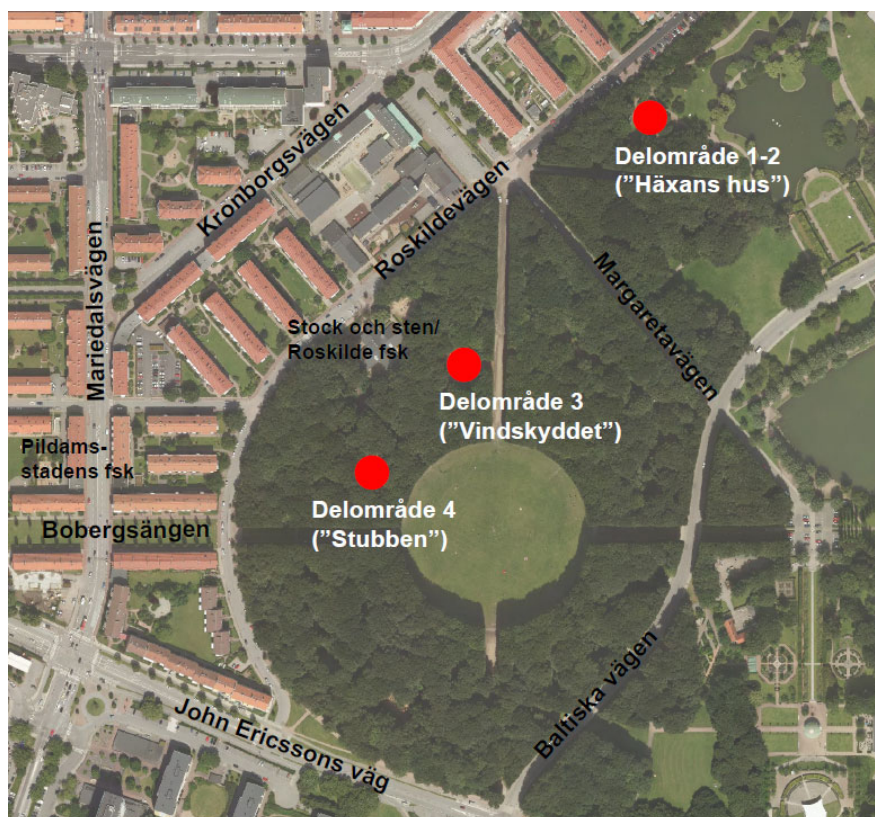 Delområde 1-2
(”Häxans hus”)
Kronborgsvägen
Roskildevägen
Mariedalsvägen
Margaretavägen
Stock och sten/
Roskilde fsk
Delområde 3
(”Vindskyddet”)
Pildams-
stadens fsk
Delområde 4
(”Stubben”)
Bobergsängen
Baltiska vägen
John Ericssons väg